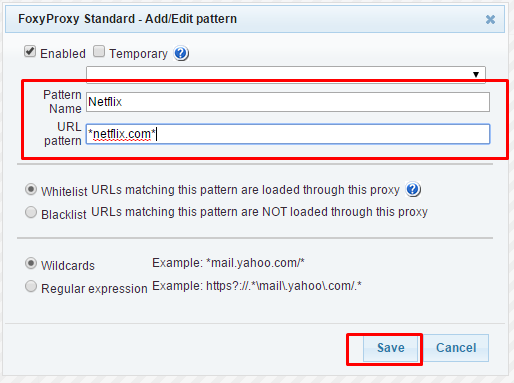 FoxyProxy Standard - Add/Edit pattern
Enabled Temporary
Pattern Name Netflix
URL pattern *netflix.com*
Whitelist URLs matching this pattern are loaded through this proxy
Blacklist URLs matching this pattern are NOT loaded through this proxy
Wildcards Example: *mail.yahoo.com/*
Regular expression Example: https?://.*\mail\.yahoo\.com/.*
Save Cancel